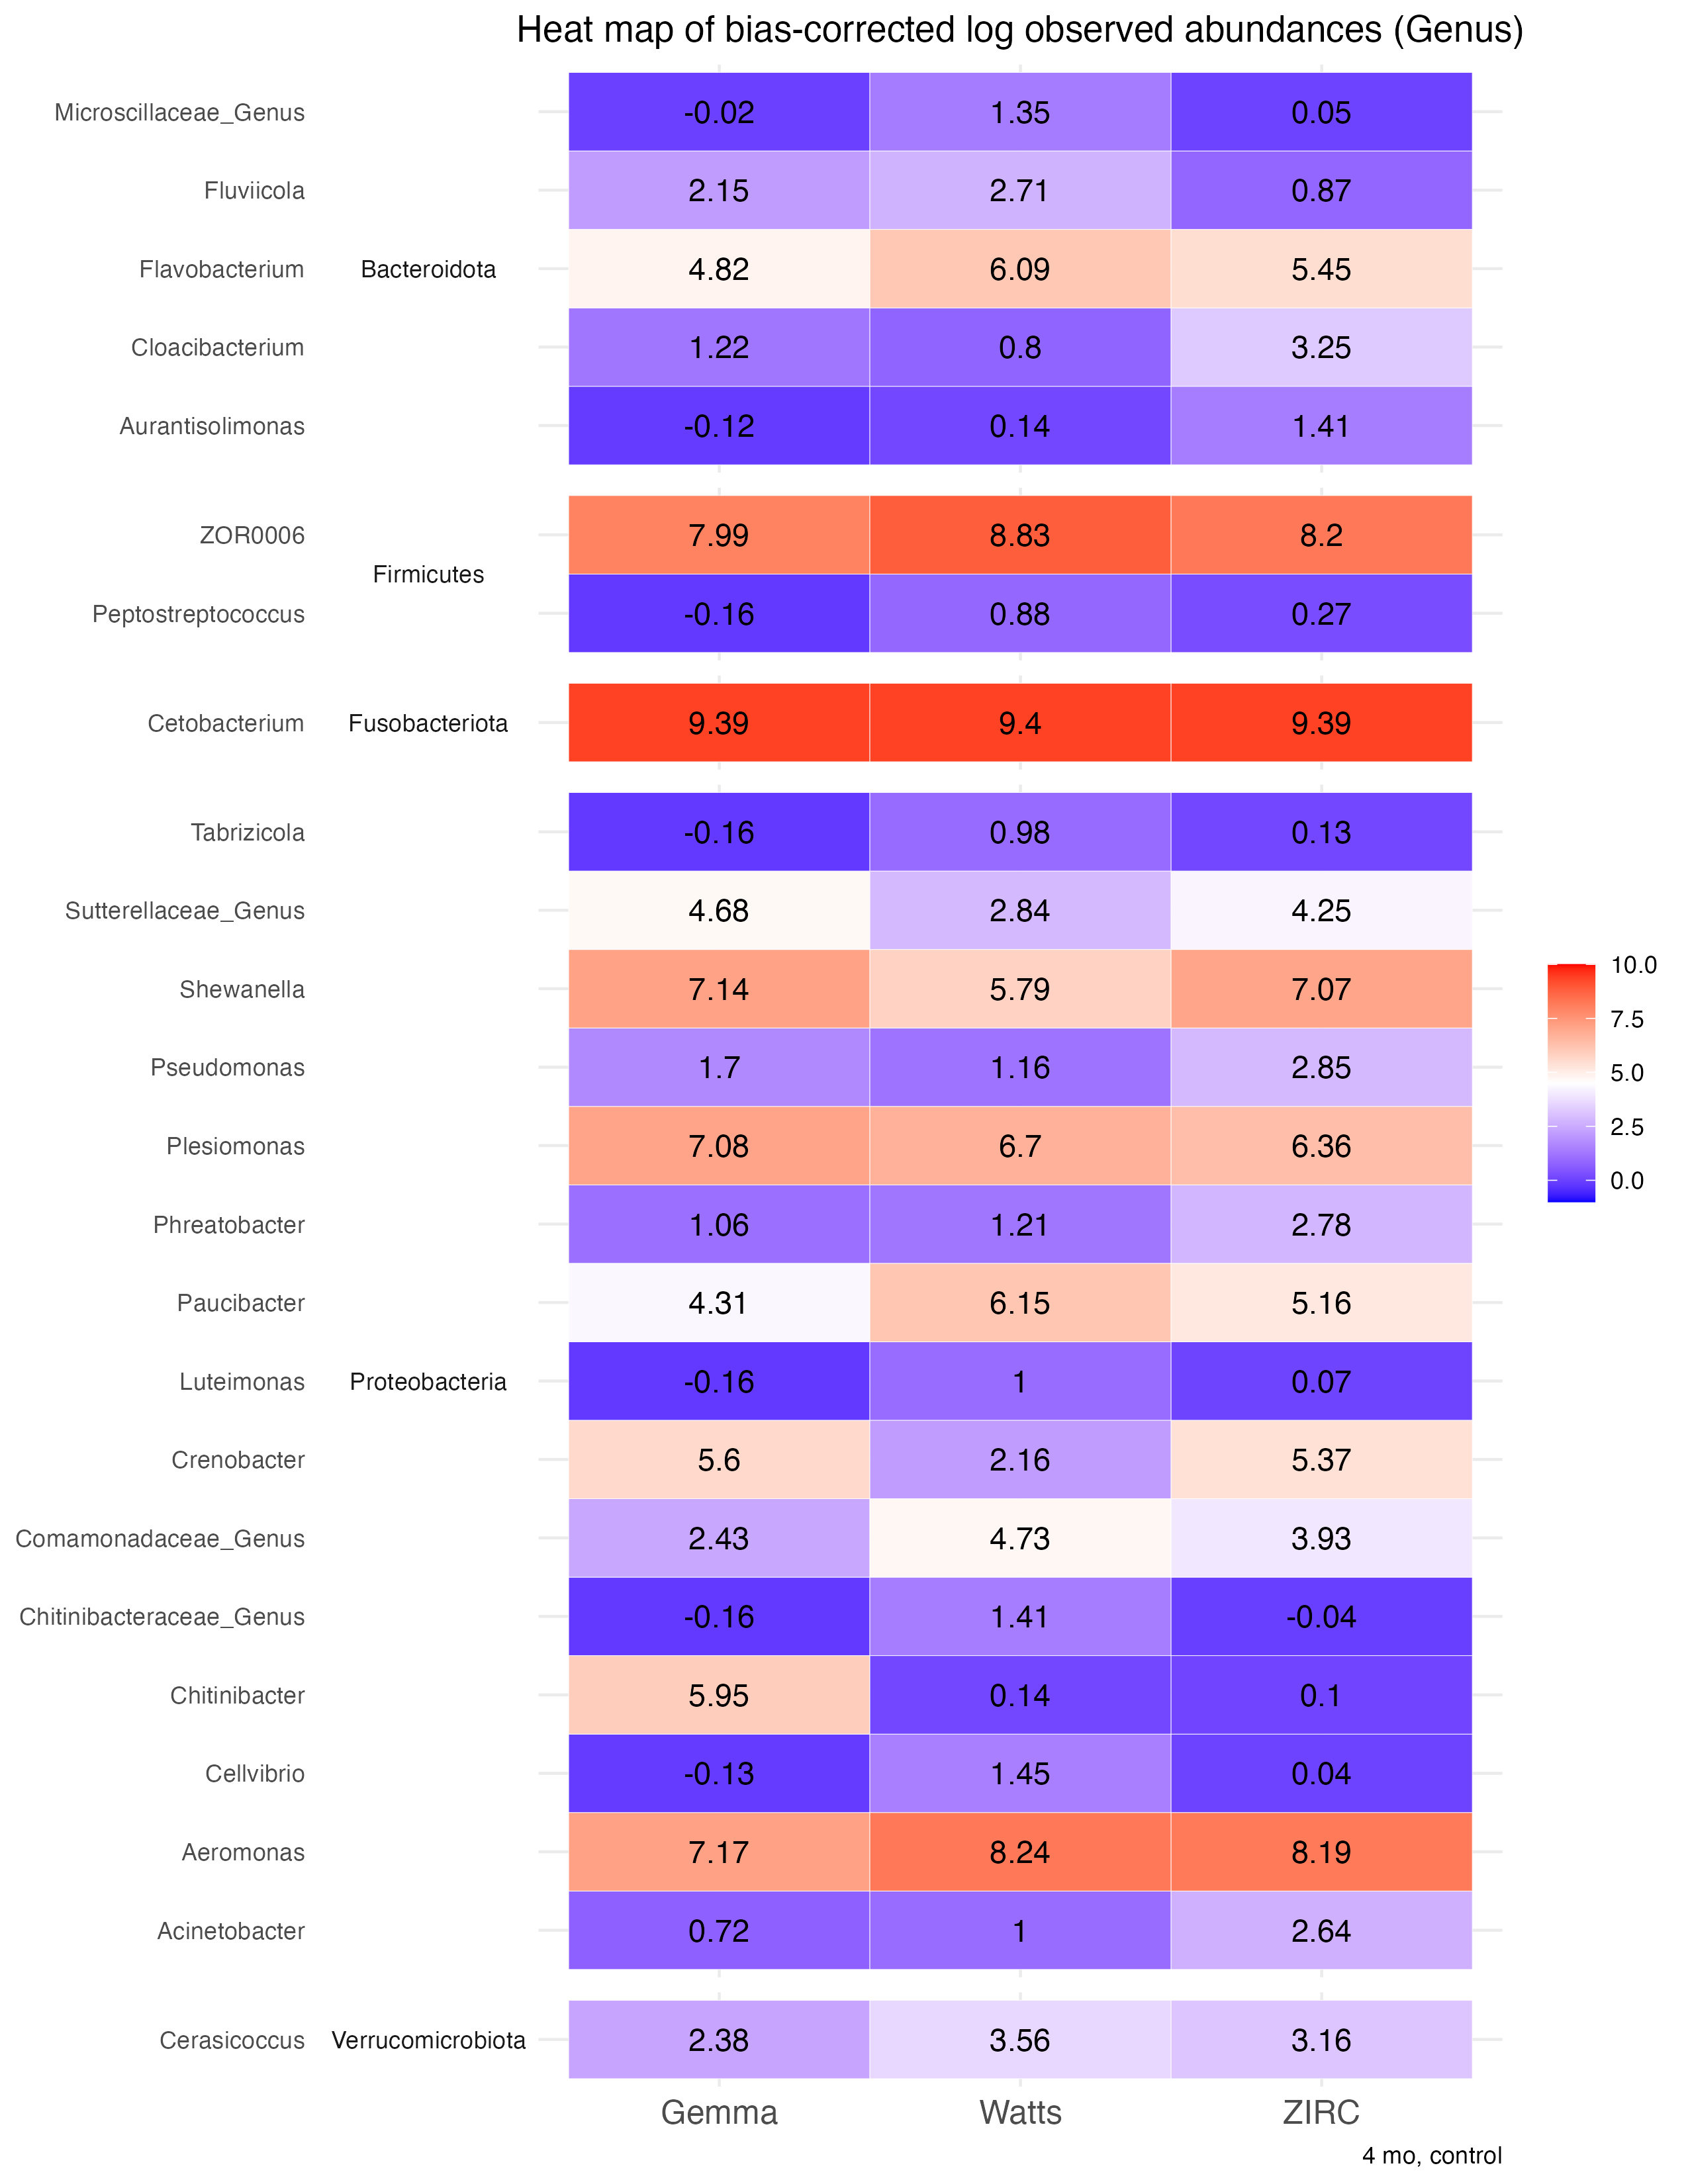 Heat map of bias-corrected log observed abundances (Genus)
Microscillaceae_Genus -0.02 1.35 0.05
Fluviicola 2.15 2.71 0.87
Flavobacterium Bacteroidota 4.82 6.09 5.45
Cloacibacterium 1.22 0.8 3.25
Aurantisolimonas -0.12 0.14 1.41
ZOR0006 7.99 8.83 8.2
Firmicutes
Peptostreptococcus -0.16 0.88 0.27
Cetobacterium Fusobacteriota 9.39 9.4 9.39
Tabrizicola -0.16 0.98 0.13
Sutterellaceae_Genus 4.68 2.84 4.25
Shewanella 7.14 5.79 7.07
Pseudomonas 1.7 1.16 2.85
Plesiomonas 7.08 6.7 6.36
Phreatobacter 1.06 1.21 2.78
Paucibacter 4.31 6.15 5.16
Luteimonas Proteobacteria -0.16 1 0.07
Crenobacter 5.6 2.16 5.37
Comamonadaceae_Genus 2.43 4.73 3.93
Chitinibacteraceae_Genus -0.16 1.41 -0.04
Chitinibacter 5.95 0.14 0.1
Cellvibrio -0.13 1.45 0.04
Aeromonas 7.17 8.24 8.19
Acinetobacter 0.72 1 2.64
Cerasicoccus Verrucomicrobiota 2.38 3.56 3.16
Gemma Watts ZIRC
4 mo, control
10.0
7.5
5.0
2.5
0.0